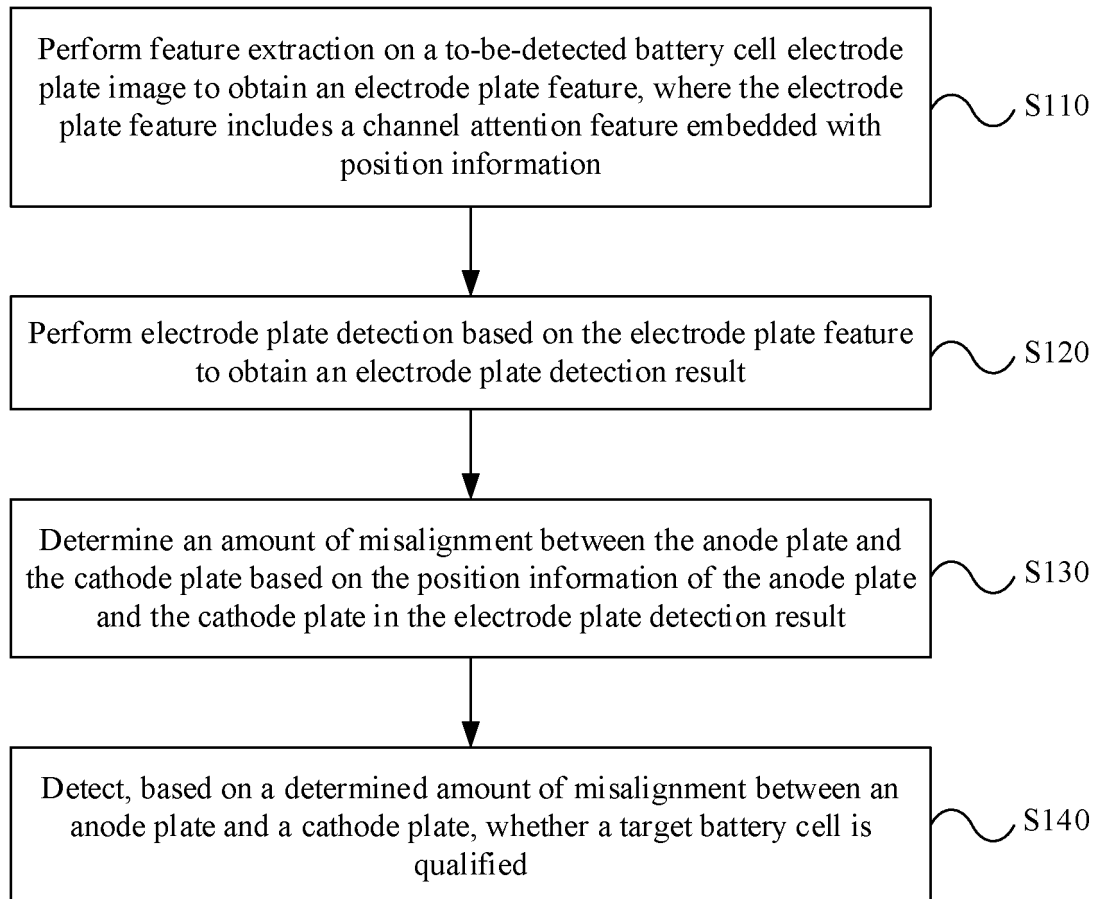 Perform feature extraction on a to-be-detected battery cell electrode
plate image to obtain an electrode plate feature, where the electrode
plate feature includes a channel attention feature embedded with
position information
S110
Perform electrode plate detection based on the electrode plate feature
to obtain an electrode plate detection result
S120
Determine an amount of misalignment between the anode plate and
the cathode plate based on the position information of the anode plate
and the cathode plate in the electrode plate detection result
S130
Detect, based on a determined amount of misalignment between an
anode plate and a cathode plate, whether a target battery cell is
qualified
S140